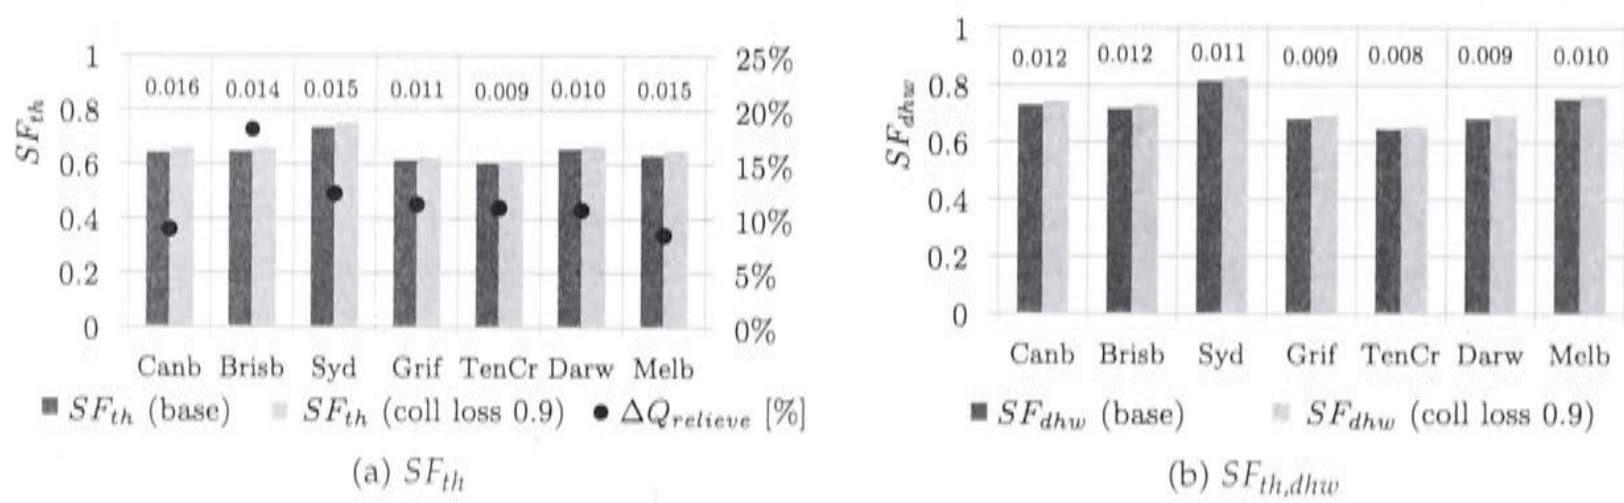 1 25%
0.016 0.014 0.015 0.011 0.009 0.010 0.015
0.8 20%
SF_th
0.6 15%
0.4 10%
0.2 5%
0 0%
Canb Brisb Syd Grif TenCr Darw Melb
SF_th (base) SF_th (coll loss 0.9) ΔQ_relieve [%]
(a) SF_th
1
0.012 0.012 0.011 0.009 0.008 0.009 0.010
0.8
SF_dhw
0.6
0.4
0.2
0
Canb Brisb Syd Grif TenCr Darw Melb
SF_dhw (base) SF_dhw (coll loss 0.9)
(b) SF_th,dhw